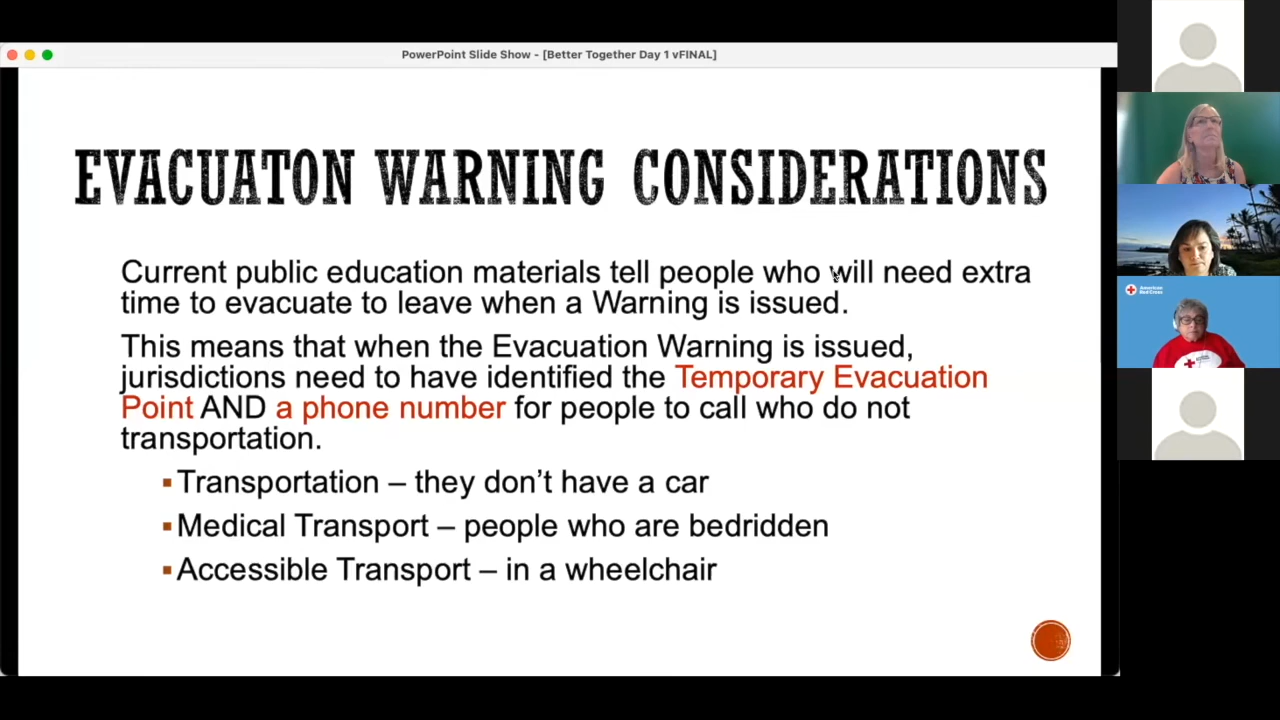 PowerPoint Slide Show - [Better Together Day 1 vFINAL]
EVACUATON WARNING CONSIDERATIONS
Current public education materials tell people who will need extra
time to evacuate to leave when a Warning is issued.
This means that when the Evacuation Warning is issued,
jurisdictions need to have identified the Temporary Evacuation
Point AND a phone number for people to call who do not
transportation.
▪Transportation – they don't have a car
▪Medical Transport – people who are bedridden
▪Accessible Transport – in a wheelchair
American
Red Cross